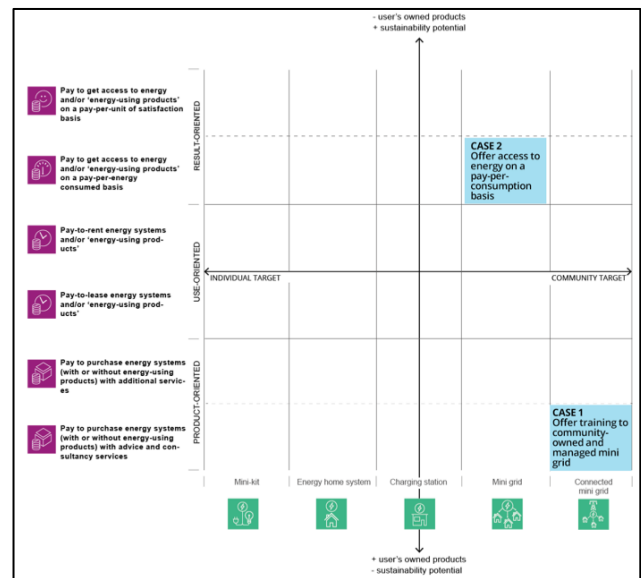 - user's owned products
+ sustainability potential
Pay to get access to energy
and/or 'energy-using products'
on a pay-per-unit of satisfaction
basis
RESULT-ORIENTED
CASE 2
Offer access to
energy on a
pay-per-
consumption
basis
Pay to get access to energy
and/or 'energy-using products'
on a pay-per-energy
consumed basis
Pay-to-rent energy systems
and/or 'energy-using prod-
ucts'
USE-ORIENTED
INDIVIDUAL TARGET
COMMUNITY TARGET
Pay-to-lease energy systems
and/or 'energy-using prod-
ucts'
Pay to purchase energy systems
(with or without energy-using
products) with additional servic-
es
PRODUCT-ORIENTED
Pay to purchase energy systems
(with or without energy-using
products) with advice and con-
sultancy services
CASE 1
Offer training to
community-
owned and
managed mini
grid
Mini-kit
Energy home system
Charging station
Mini grid
Connected
mini grid
+ user's owned products
- sustainability potential